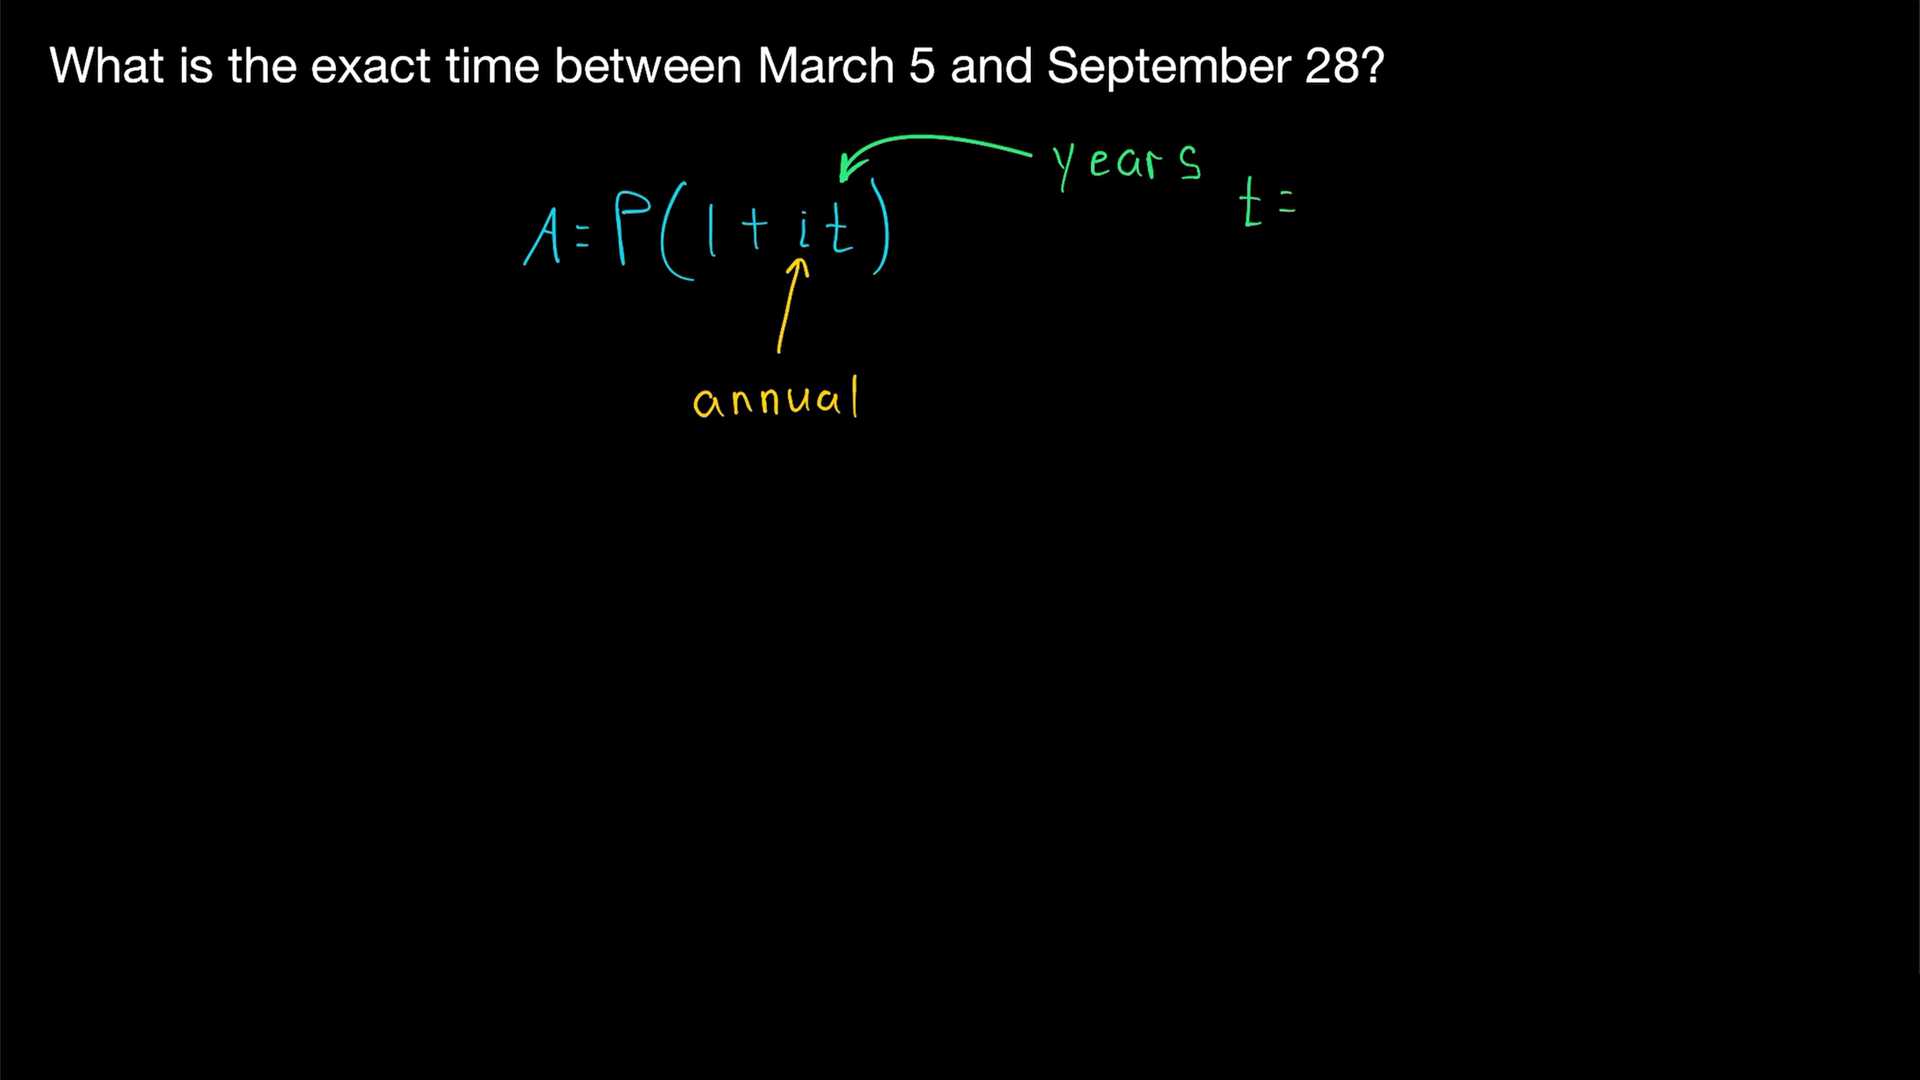 What is the exact time between March 5 and September 28?
years
t=
A=P(1+it)
annual